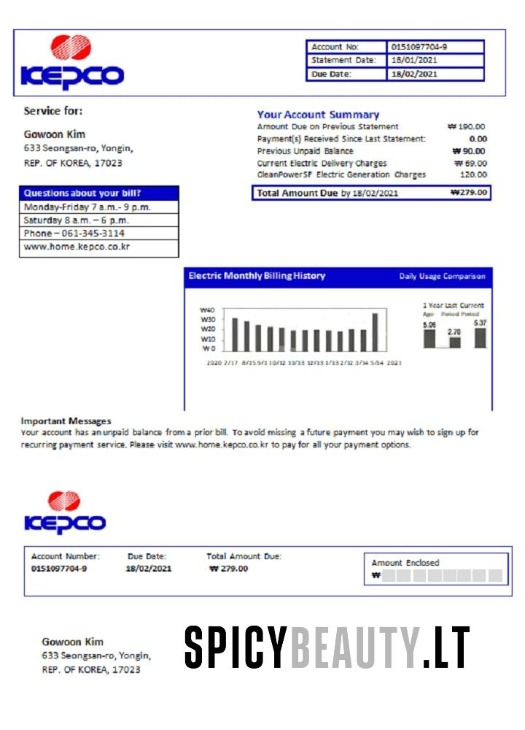 KEPCO
Account No: 0151097704-9
Statement Date: 18/01/2021
Due Date: 18/02/2021
Service for:
Gowoon Kim
633 Seongsan-ro, Yongin,
REP. OF KOREA, 17023
Your Account Summary
Amount Due on Previous Statement ₩ 190.00
Payment(s) Received Since Last Statement: 0.00
Previous Unpaid Balance ₩ 90.00
Current Electric Delivery Charges ₩ 69.00
CleanPowerSF Electric Generation Charges 120.00
Total Amount Due by 18/02/2021 ₩279.00
Questions about your bill?
Monday-Friday 7 a.m.- 9 p.m.
Saturday 8 a.m. – 6 p.m.
Phone – 061-345-3114
www.home.kepco.co.kr
Electric Monthly Billing History Daily Usage Comparison
1 Year Last Current
Ago Period Period
5.06 2.70 5.37
W40
W30
W20
W10
W 0
2020 7/17 8/15 9/1 10/12 2/12 3/14 5/04 2021
Important Messages
Your account has an unpaid balance from a prior bill. To avoid missing a future payment you may wish to sign up for
recurring payment service. Please visit www.home.kepco.co.kr to pay for all your payment options.
KEPCO
Account Number: Due Date: Total Amount Due:
0151097704-9 18/02/2021 ₩ 279.00
Amount Enclosed
₩
Gowoon Kim
633 Seongsan-ro, Yongin,
REP. OF KOREA, 17023
SPICYBEAUTY.LT